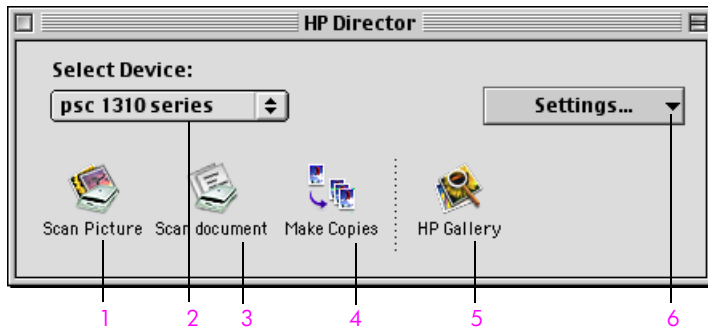 HP Director
Select Device:
psc 1310 series
Settings...
Scan Picture
Scan document
Make Copies
HP Gallery
1 2 3 4 5 6